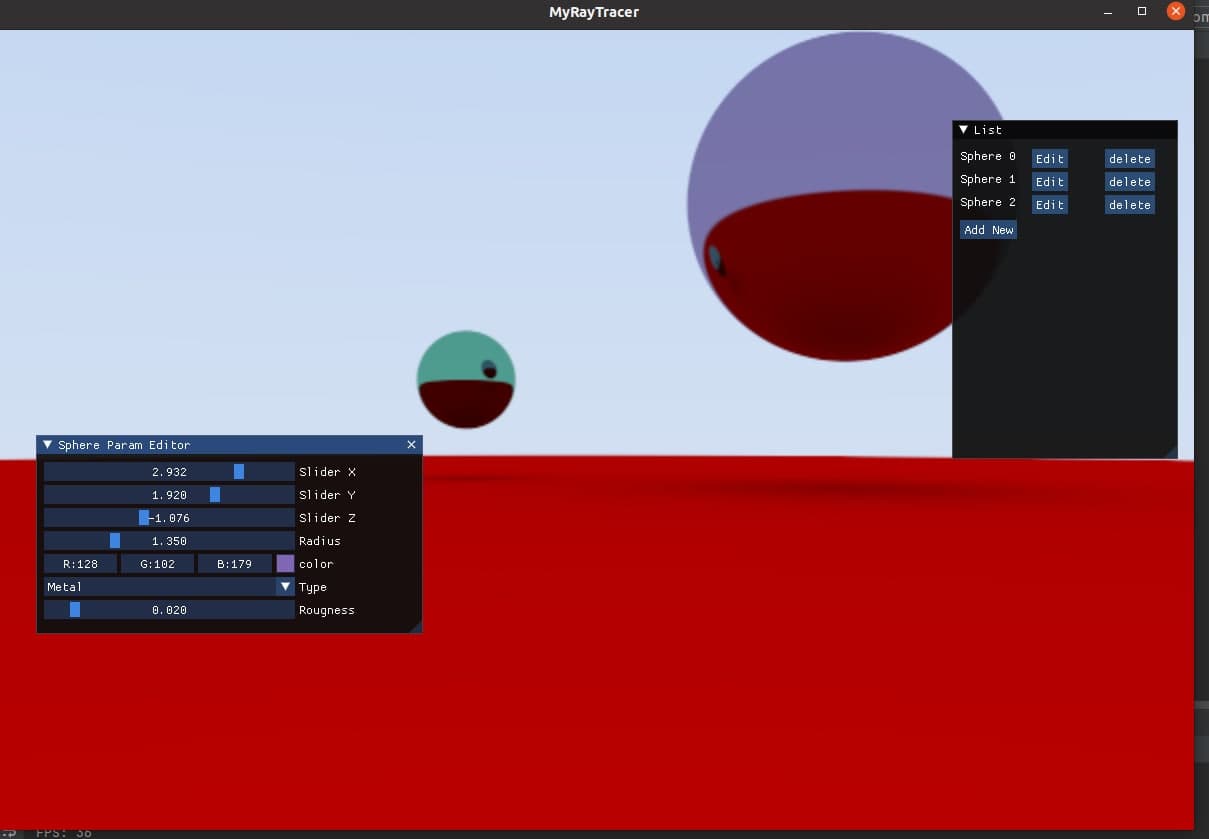 MyRayTracer
List
Sphere 0 Edit delete
Sphere 1 Edit delete
Sphere 2 Edit delete
Add New
Sphere Param Editor
2.932 Slider X
1.920 Slider Y
-1.076 Slider Z
1.350 Radius
R:128 G:102 B:179 color
Metal Type
0.020 Rougness